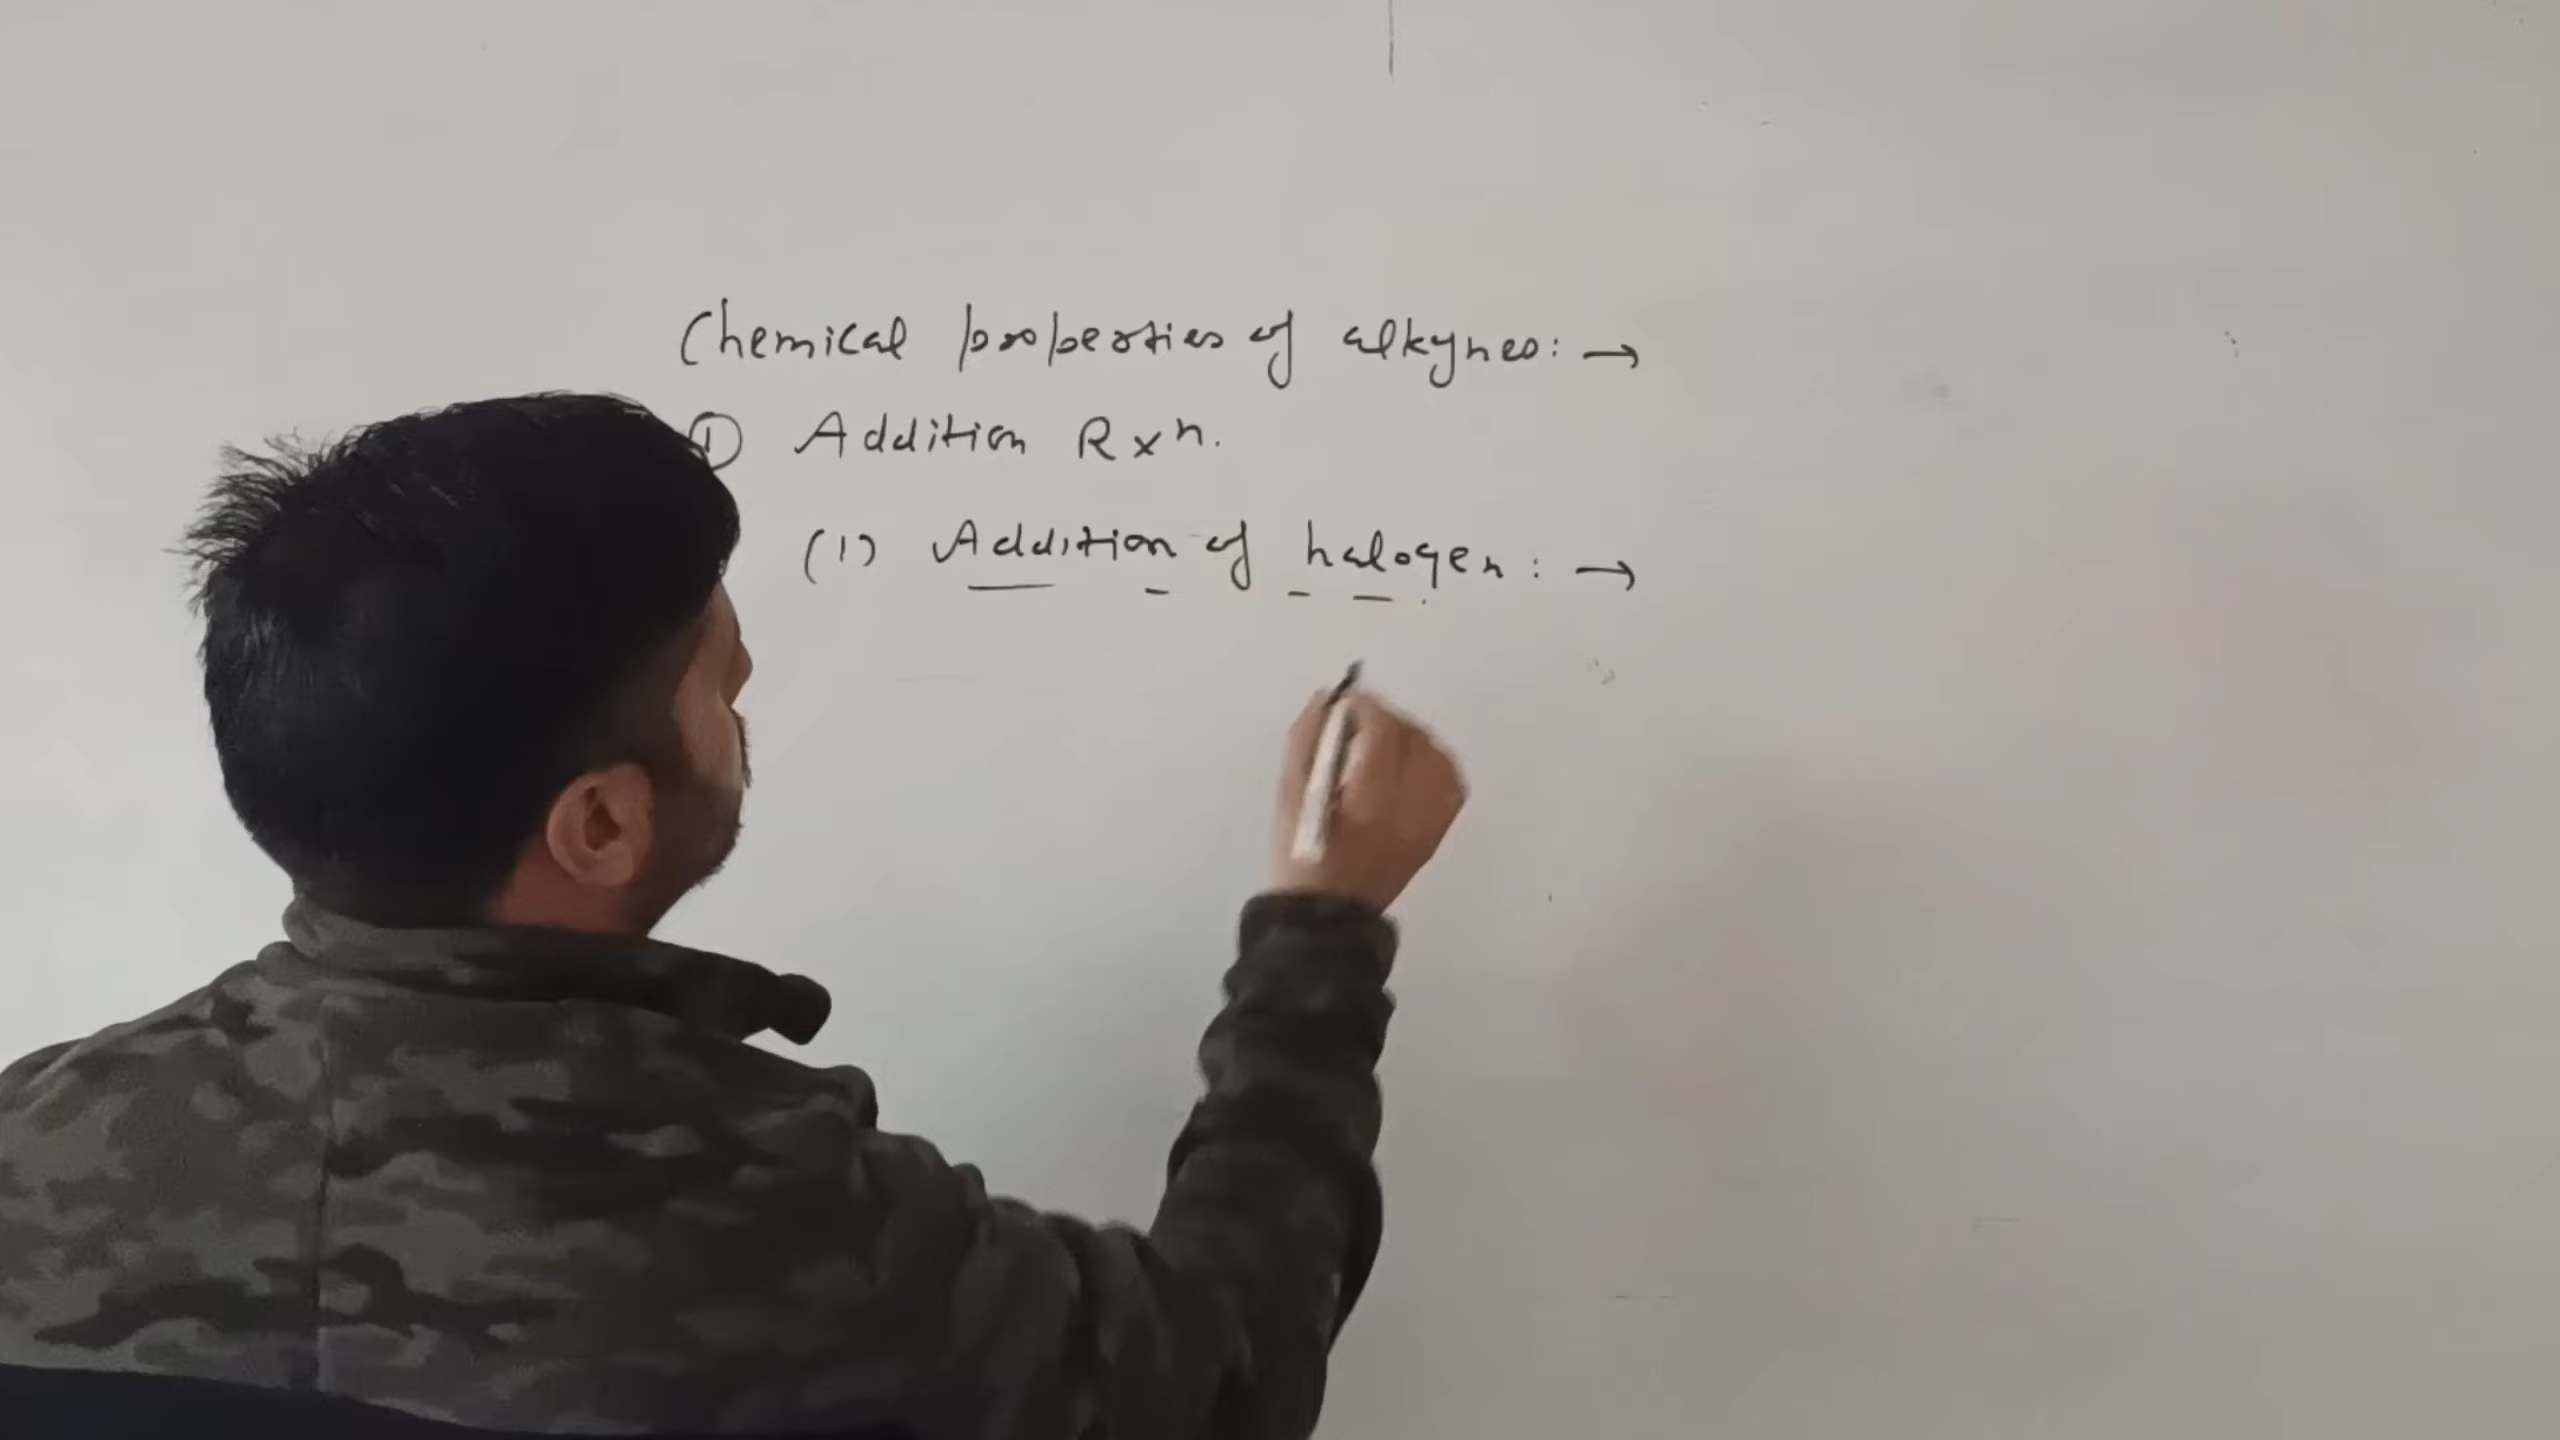 Chemical properties of alkynes: →
① Addition Rxn.
(1) Addition of halogen: →